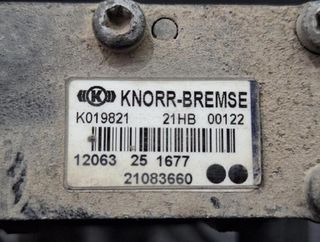 KNORR-BREMSE
K019821 21HB 00122
12063 25 1677
21083660